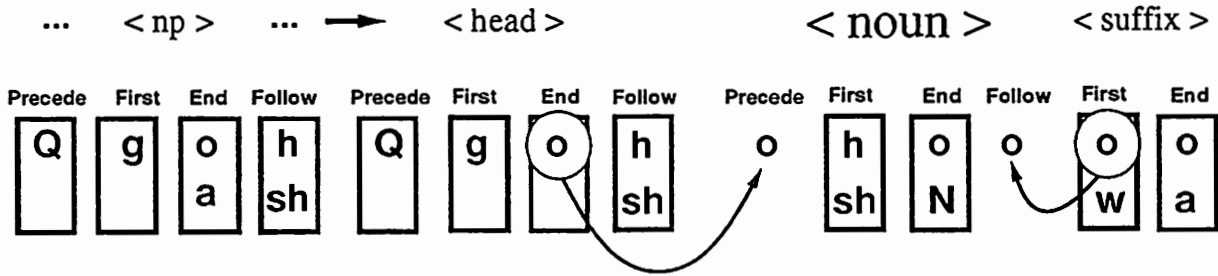 ... < np > ... < head > < noun > < suffix >
Precede First End Follow Precede First End Follow Precede First End Follow First End
Q g o h Q g o h o h o o o o
a sh sh sh N w a